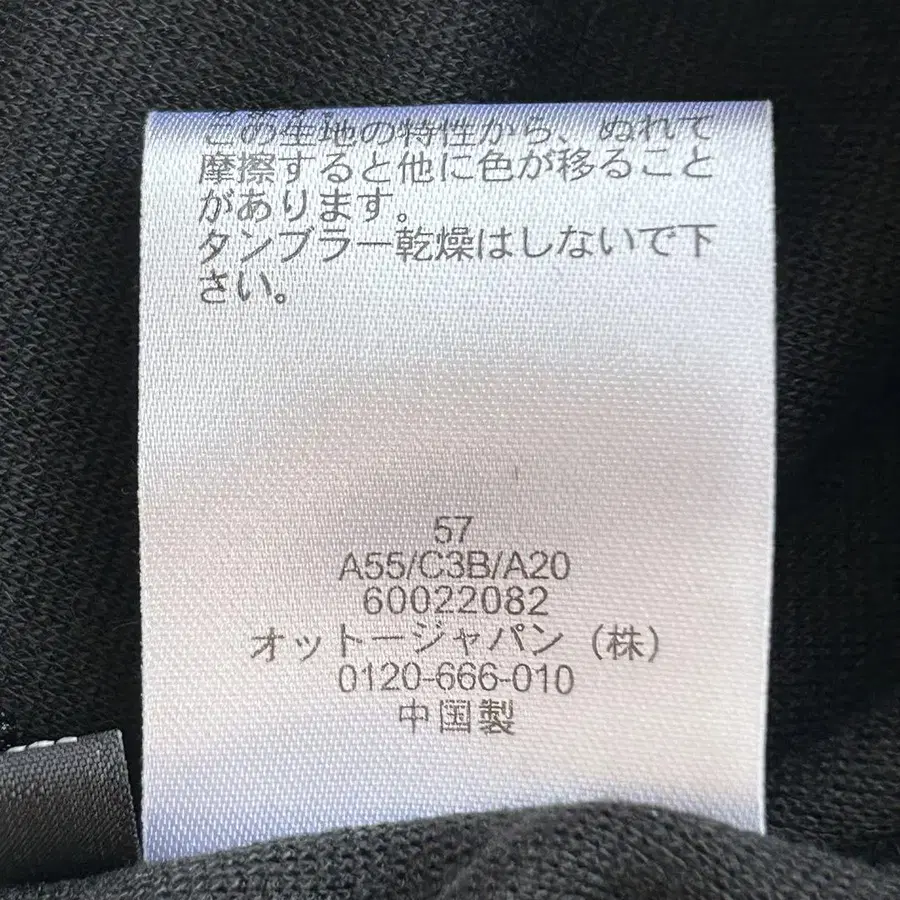 この生地の特性から、ぬれて
摩擦すると他に色が移ること
があります。
タンブラー乾燥はしないで下
さい。
57
A55/C3B/A20
60022082
オットージャパン（株）
0120-666-010
中国製